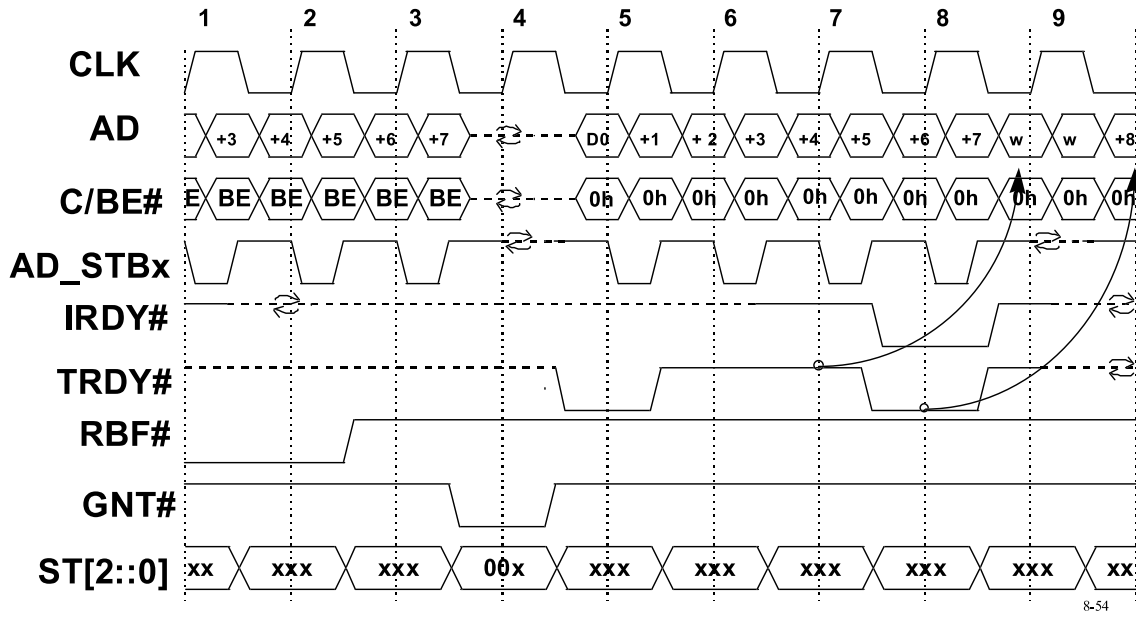 1 2 3 4 5 6 7 8 9
CLK
AD +3 +4 +5 +6 +7 D0 +1 + 2 +3 +4 +5 +6 +7 w w +8
C/BE# E BE BE BE BE BE 0h 0h 0h 0h 0h 0h 0h 0h 0h 0h 0h
AD_STBx
IRDY#
TRDY#
RBF#
GNT#
ST[2::0] xx xxx xxx 00x xxx xxx xxx xxx xxx xx
8-54